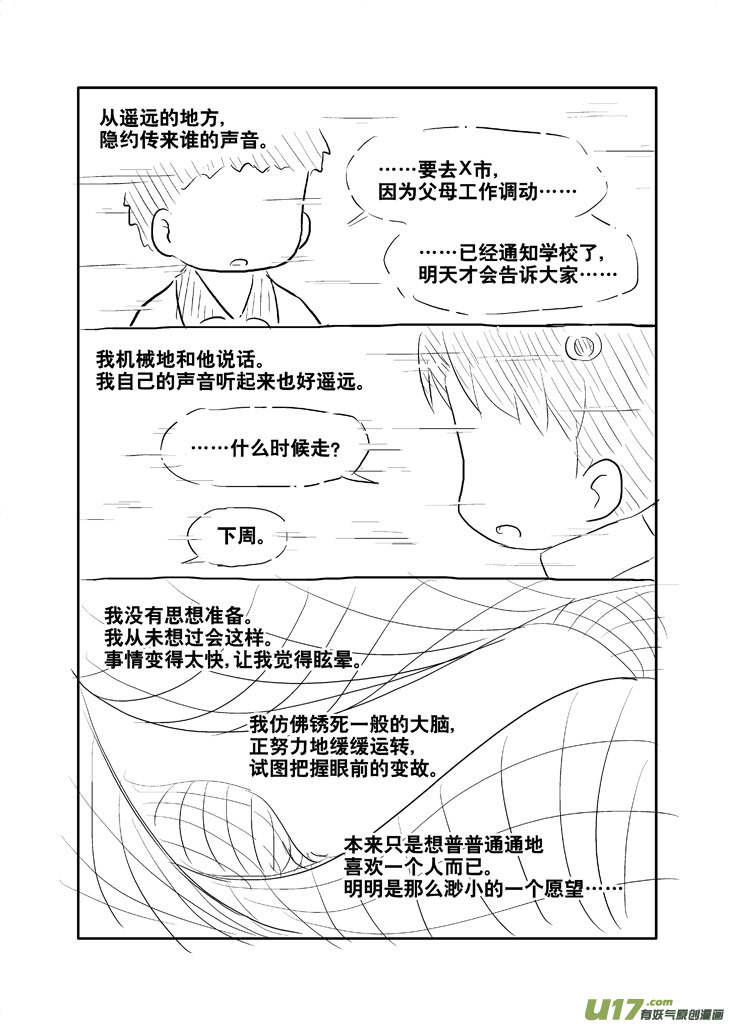 从遥远的地方，
隐约传来谁的声音。
……要去X市，
因为父母工作调动……
……已经通知学校了，
明天才会告诉大家……
我机械地和他说话。
我自己的声音听起来也好遥远。
……什么时候走？
下周。
我没有思想准备。
我从未想过会这样。
事情变得太快，让我觉得眩晕。
我仿佛锈死一般的大脑，
正努力地缓缓运转，
试图把握眼前的变故。
本来只是想普普通通地
喜欢一个人而已。
明明是那么渺小的一个愿望……
U17.com
有妖气原创漫画